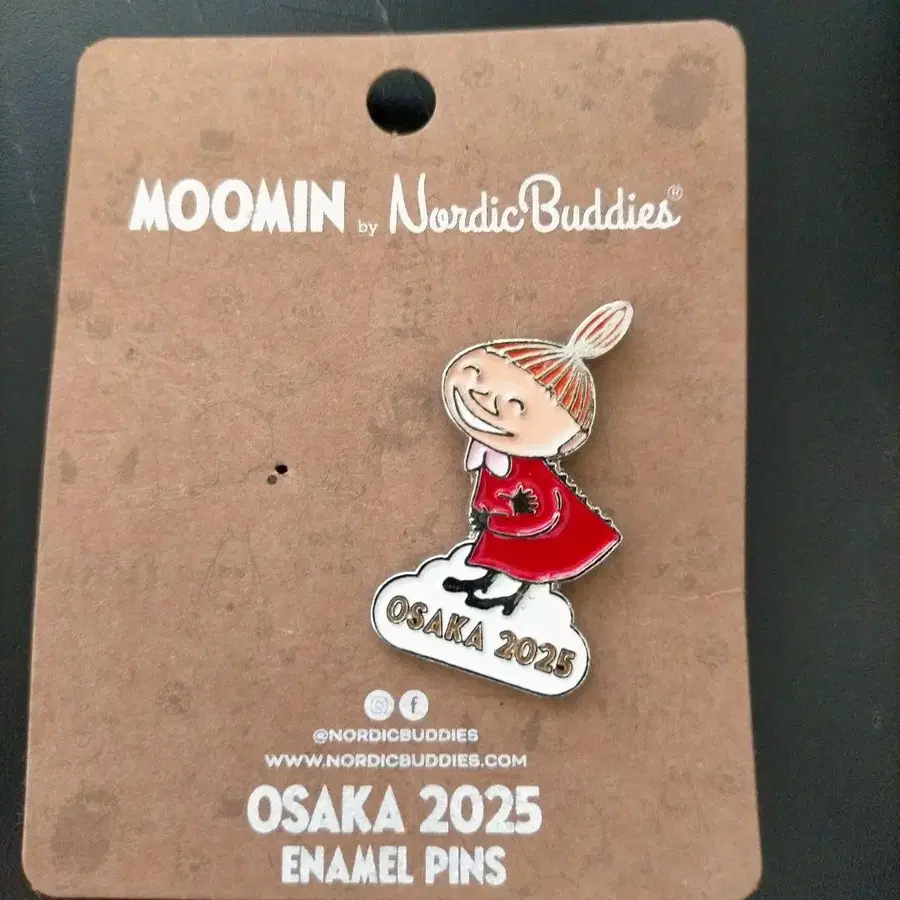 MOOMIN by NordicBuddies®
OSAKA 2025
@NORDICBUDDIES
WWW.NORDICBUDDIES.COM
OSAKA 2025
ENAMEL PINS